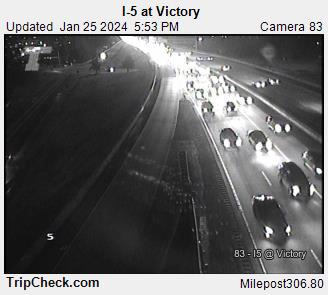 I-5 at Victory
Updated Jan 25 2024 5:53 PM Camera 83
S
83 - I5 @ Victory
TripCheck.com Milepost306.80